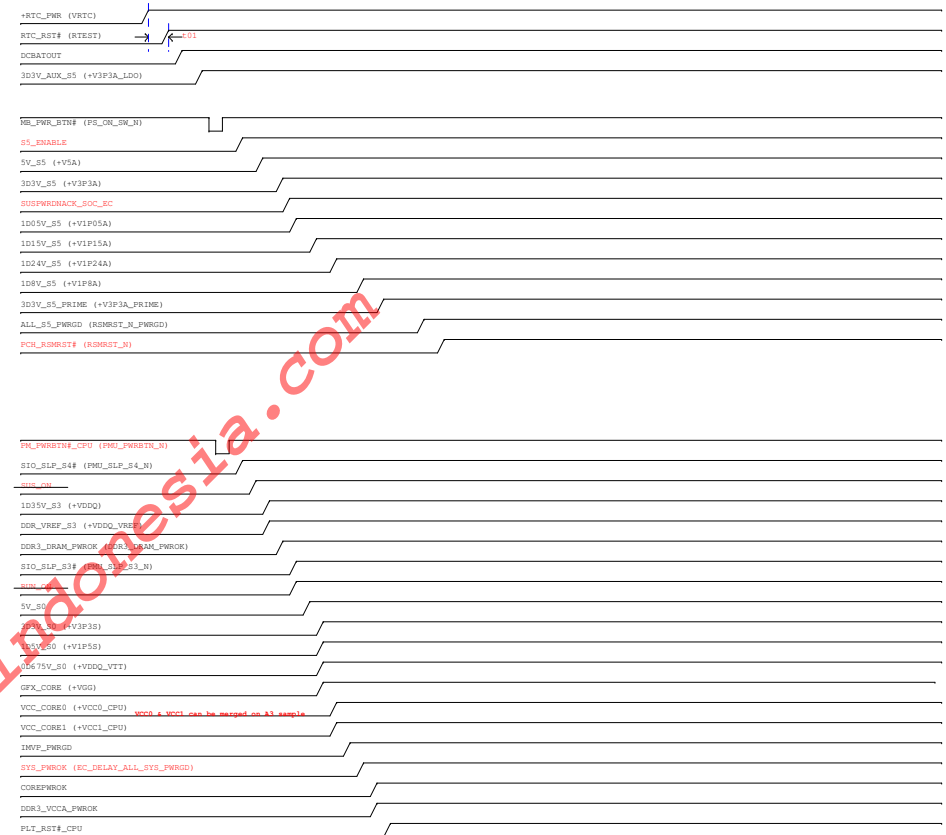 +RTC_PWR (VRTC)
RTC_RST# (RTEST)
t01
DCBATOUT
3D3V_AUX_S5 (+V3P3A_LDO)
MB_PWR_BTN# (PS_ON_SW_N)
S5_ENABLE
5V_S5 (+V5A)
3D3V_S5 (+V3P3A)
SUSPWRDNACK_SOC_EC
1D05V_S5 (+V1P05A)
1D15V_S5 (+V1P15A)
1D24V_S5 (+V1P24A)
1D8V_S5 (+V1P8A)
3D3V_S5_PRIME (+V3P3A_PRIME)
ALL_S5_PWRGD (RSMRST_N_PWRGD)
PCH_RSMRST# (RSMRST_N)
PM_PWRBTN#_CPU (PMU_PWRBTN_N)
SIO_SLP_S4# (PMU_SLP_S4_N)
SUS_ON
1D35V_S3 (+VDDQ)
DDR_VREF_S3 (+VDDQ_VREF)
DDR3_DRAM_PWROK (DDR3_DRAM_PWROK)
SIO_SLP_S3# (PMU_SLP_S3_N)
RUN_ON
5V_S0
3D3V_S0 (+V3P3S)
1D5V_S0 (+V1P5S)
0D675V_S0 (+VDDQ_VTT)
GFX_CORE (+VGG)
VCC_CORE0 (+VCC0_CPU)
VCC0 & VCC1 can be merged on A3 sample
VCC_CORE1 (+VCC1_CPU)
IMVP_PWRGD
SYS_PWROK (EC_DELAY_ALL_SYS_PWRGD)
COREPWROK
DDR3_VCCA_PWROK
PLT_RST#_CPU
indonesia.com